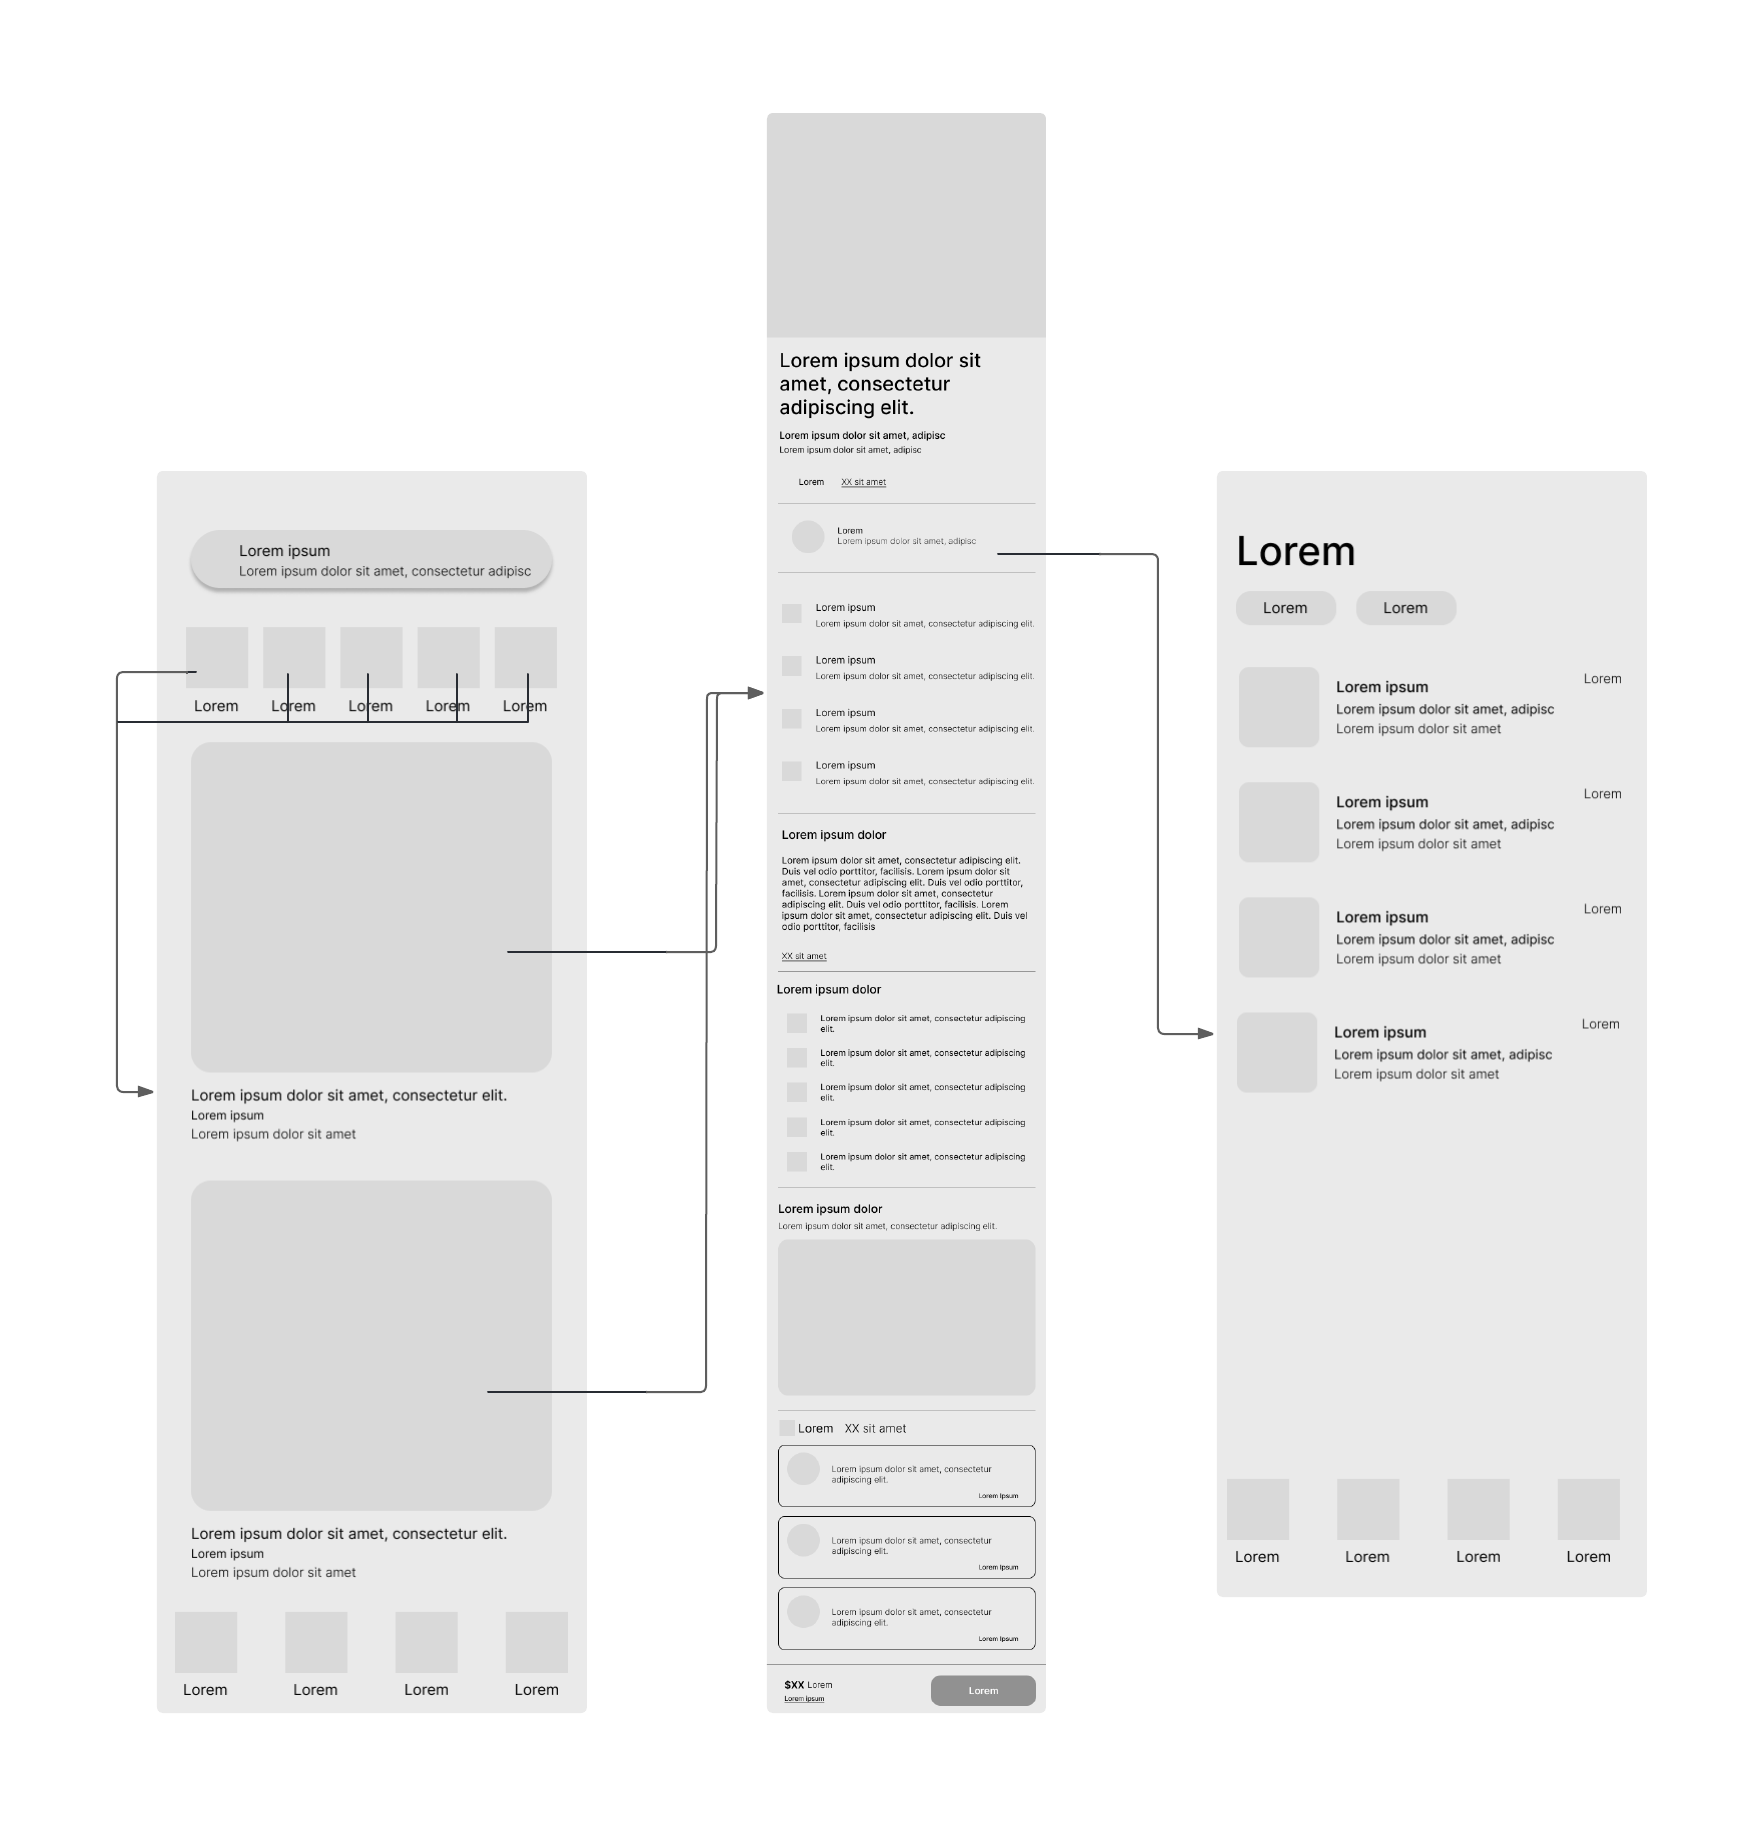 Lorem ipsum
Lorem ipsum dolor sit amet, consectetur adipisc
Lorem
Lorem
Lorem
Lorem
Lorem
Lorem ipsum dolor sit amet, consectetur elit.
Lorem ipsum
Lorem ipsum dolor sit amet
Lorem ipsum dolor sit amet, consectetur elit.
Lorem ipsum
Lorem ipsum dolor sit amet
Lorem
Lorem
Lorem
Lorem
Lorem ipsum dolor sit
amet, consectetur
adipiscing elit.
Lorem ipsum dolor sit amet, adipisc
Lorem ipsum dolor sit amet, adipisc
Lorem XX sit amet
Lorem
Lorem ipsum dolor sit amet, adipisc
Lorem ipsum
Lorem ipsum dolor sit amet, consectetur adipiscing elit.
Lorem ipsum
Lorem ipsum dolor sit amet, consectetur adipiscing elit.
Lorem ipsum
Lorem ipsum dolor sit amet, consectetur adipiscing elit.
Lorem ipsum
Lorem ipsum dolor sit amet, consectetur adipiscing elit.
Lorem ipsum dolor
Lorem ipsum dolor sit amet, consectetur adipiscing elit.
Duis vel odio porttitor, facilisis. Lorem ipsum dolor sit
amet, consectetur adipiscing elit. Duis vel odio porttitor,
facilisis. Lorem ipsum dolor sit amet, consectetur
adipiscing elit. Duis vel odio porttitor, facilisis. Lorem
ipsum dolor sit amet, consectetur adipiscing elit. Duis vel
odio porttitor, facilisis
XX sit amet
Lorem ipsum dolor
Lorem ipsum dolor sit amet, consectetur adipiscing
elit.
Lorem ipsum dolor sit amet, consectetur adipiscing
elit.
Lorem ipsum dolor sit amet, consectetur adipiscing
elit.
Lorem ipsum dolor sit amet, consectetur adipiscing
elit.
Lorem ipsum dolor sit amet, consectetur adipiscing
elit.
Lorem ipsum dolor
Lorem ipsum dolor sit amet, consectetur adipiscing elit.
Lorem XX sit amet
Lorem ipsum dolor sit amet, consectetur
adipiscing elit.
Lorem Ipsum
Lorem ipsum dolor sit amet, consectetur
adipiscing elit.
Lorem Ipsum
Lorem ipsum dolor sit amet, consectetur
adipiscing elit.
Lorem Ipsum
$XX Lorem
Lorem ipsum
Lorem
Lorem
Lorem
Lorem
Lorem ipsum
Lorem ipsum dolor sit amet, adipisc
Lorem ipsum dolor sit amet
Lorem
Lorem ipsum
Lorem ipsum dolor sit amet, adipisc
Lorem ipsum dolor sit amet
Lorem
Lorem ipsum
Lorem ipsum dolor sit amet, adipisc
Lorem ipsum dolor sit amet
Lorem
Lorem ipsum
Lorem ipsum dolor sit amet, adipisc
Lorem ipsum dolor sit amet
Lorem
Lorem
Lorem
Lorem
Lorem